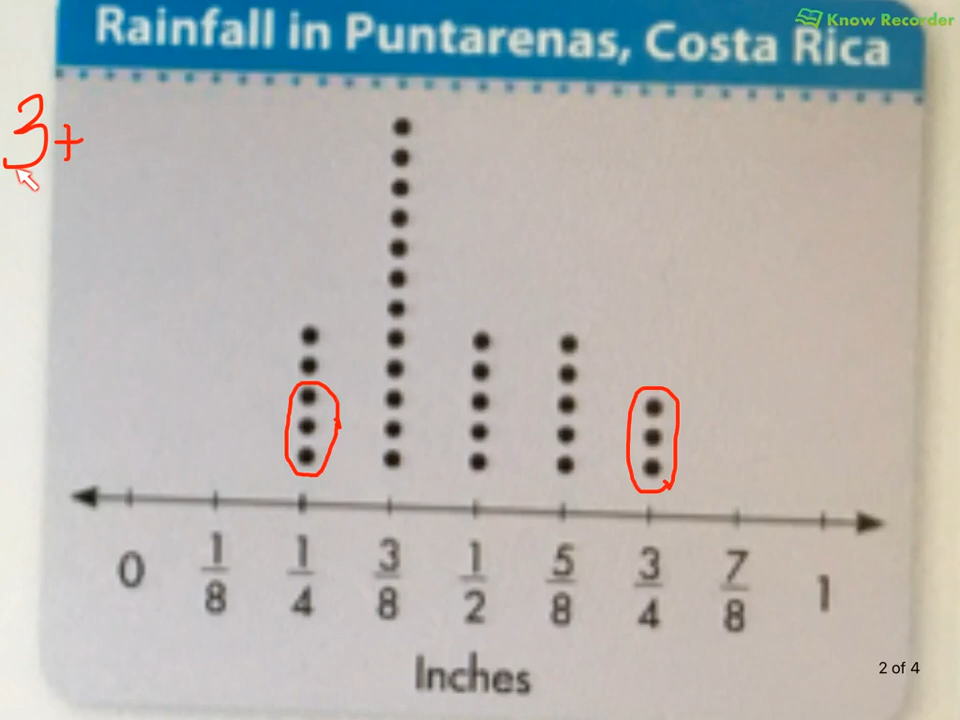 Know Recorder
Rainfall in Puntarenas, Costa Rica
3+
0 1/8 1/4 3/8 1/2 5/8 3/4 7/8 1
Inches
2 of 4